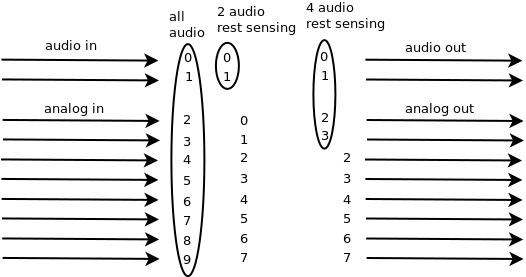 all
audio
2 audio
rest sensing
4 audio
rest sensing
audio in
audio out
0 0 0
1 1 1
analog in
analog out
2 0 2
3 1 3
4 2 2
5 3 3
6 4 4
7 5 5
8 6 6
9 7 7